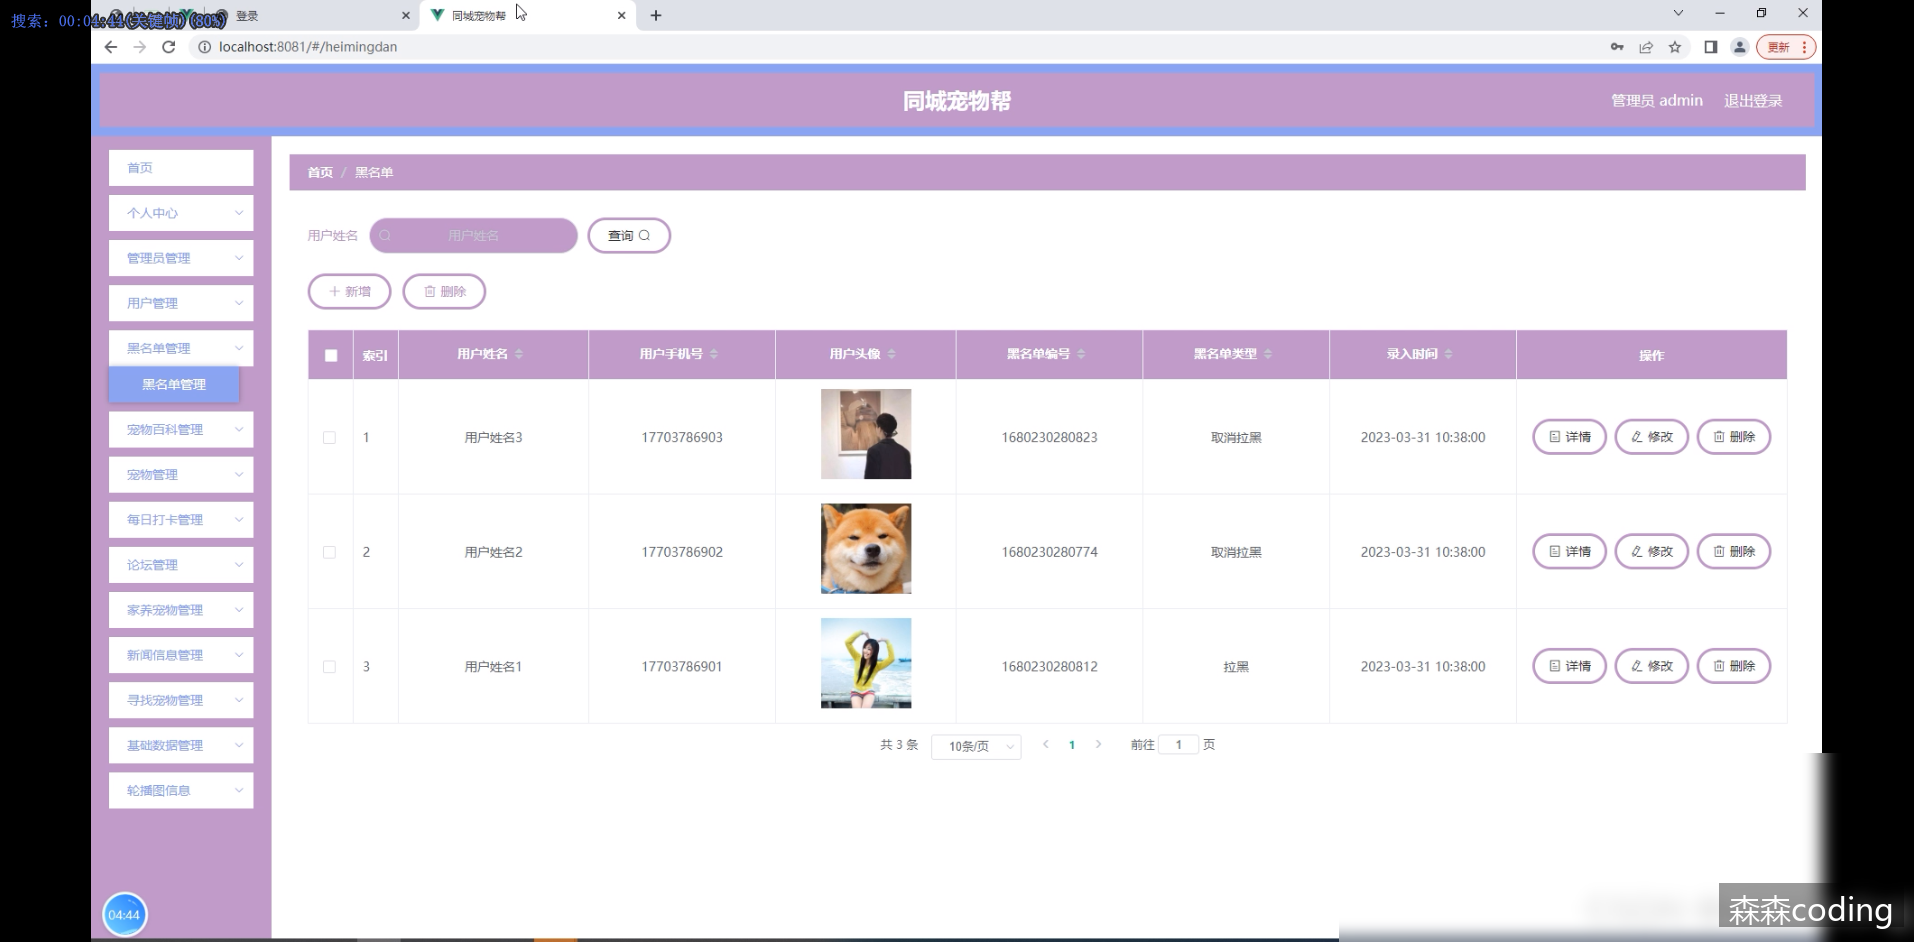 搜索: 00:04:44(关键帧)(80%)
登录
同城宠物帮
localhost:8081/#/heimingdan
更新
同城宠物帮
管理员 admin
退出登录
首页
个人中心
管理员管理
用户管理
黑名单管理
黑名单管理
宠物百科管理
宠物管理
每日打卡管理
论坛管理
家养宠物管理
新闻信息管理
寻找宠物管理
基础数据管理
轮播图信息
首页 / 黑名单
用户姓名 用户姓名 查询
新增 删除
索引 用户姓名 用户手机号 用户头像 黑名单编号 黑名单类型 录入时间 操作
1 用户姓名3 17703786903 1680230280823 取消拉黑 2023-03-31 10:38:00 详情 修改 删除
2 用户姓名2 17703786902 1680230280774 取消拉黑 2023-03-31 10:38:00 详情 修改 删除
3 用户姓名1 17703786901 1680230280812 拉黑 2023-03-31 10:38:00 详情 修改 删除
共 3 条 10条/页 1 前往 1 页
04:44
森森coding